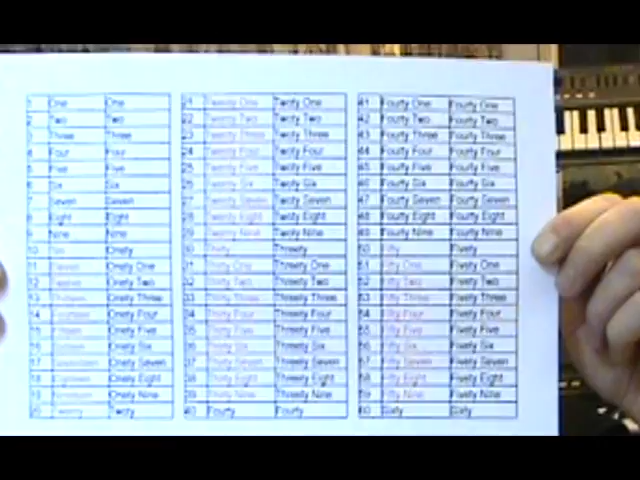 1 One One
2 Two Two
3 Three Three
4 Four Four
5 Five Five
6 Six Six
7 Seven Seven
8 Eight Eight
9 Nine Nine
10 Ten Onety
11 Eleven Onety One
12 Twelve Onety Two
13 Thirteen Onety Three
14 Fourteen Onety Four
15 Fifteen Onety Five
16 Sixteen Onety Six
17 Seventeen Onety Seven
18 Eighteen Onety Eight
19 Nineteen Onety Nine
20 Twenty Twoty
21 Twenty One Twoty One
22 Twenty Two Twoty Two
23 Twenty Three Twoty Three
24 Twenty Four Twoty Four
25 Twenty Five Twoty Five
26 Twenty Six Twoty Six
27 Twenty Seven Twoty Seven
28 Twenty Eight Twoty Eight
29 Twenty Nine Twoty Nine
30 Thirty Threety
31 Thirty One Threety One
32 Thirty Two Threety Two
33 Thirty Three Threety Three
34 Thirty Four Threety Four
35 Thirty Five Threety Five
36 Thirty Six Threety Six
37 Thirty Seven Threety Seven
38 Thirty Eight Threety Eight
39 Thirty Nine Threety Nine
40 Fourty Fourty
41 Fourty One Fourty One
42 Fourty Two Fourty Two
43 Fourty Three Fourty Three
44 Fourty Four Fourty Four
45 Fourty Five Fourty Five
46 Fourty Six Fourty Six
47 Fourty Seven Fourty Seven
48 Fourty Eight Fourty Eight
49 Fourty Nine Fourty Nine
50 Fifty Fivety
51 Fifty One Fivety One
52 Fifty Two Fivety Two
53 Fifty Three Fivety Three
54 Fifty Four Fivety Four
55 Fifty Five Fivety Five
56 Fifty Six Fivety Six
57 Fifty Seven Fivety Seven
58 Fifty Eight Fivety Eight
59 Fifty Nine Fivety Nine
60 Sixty Sixty